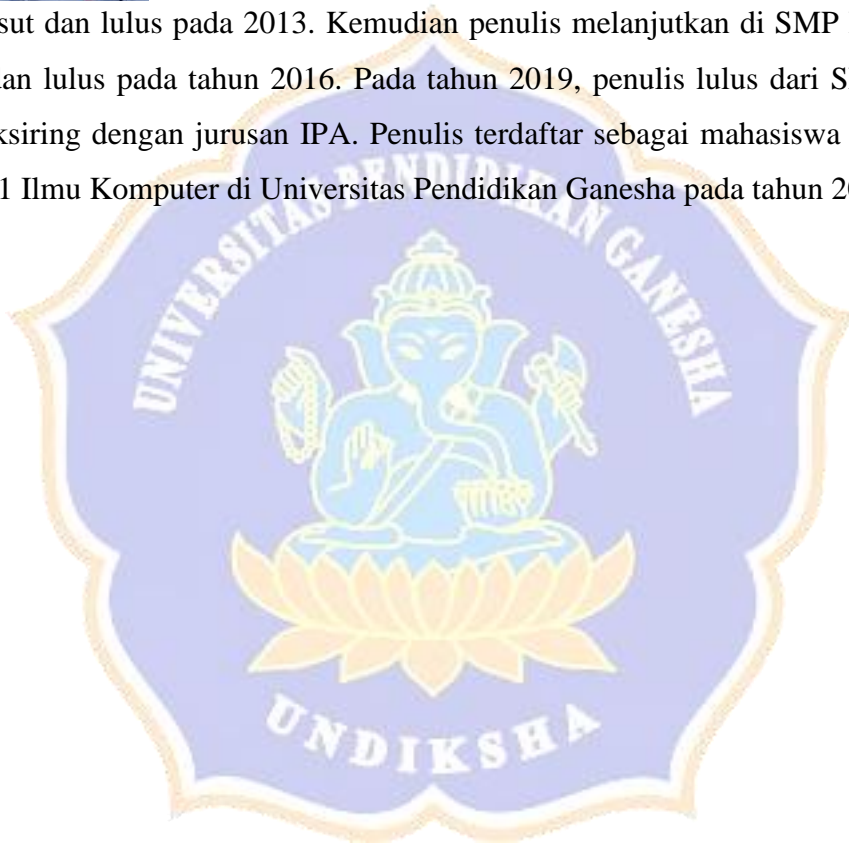 sut dan lulus pada 2013. Kemudian penulis melanjutkan di SMP
dan lulus pada tahun 2016. Pada tahun 2019, penulis lulus dari
ksiring dengan jurusan IPA. Penulis terdaftar sebagai mahasiswa
1 Ilmu Komputer di Universitas Pendidikan Ganesha pada tahun
UNIVERSITAS PENDIDIKAN GANESHA
UNDIKSHA